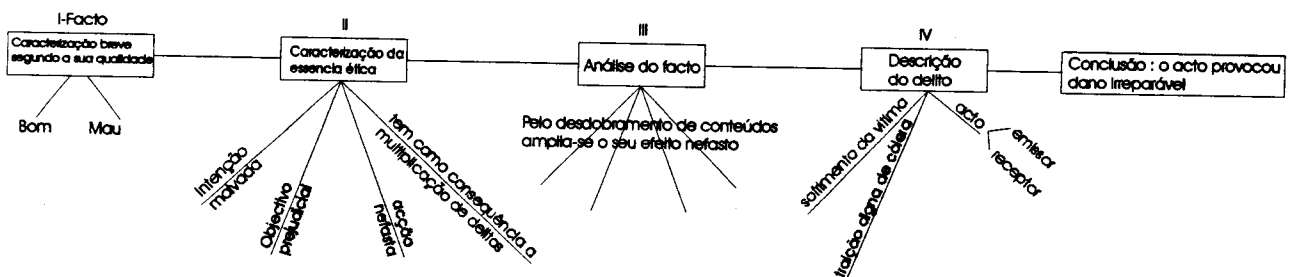 I-Facto
Caracterização breve
segundo a sua qualidade
Bom
Mau
II
Caracterização da
essencia ética
Intenção
malvada
Objectivo
prejudicial
acção
nefasta
tem como consequência a
multiplicação de delitos
III
Análise do facto
Pelo desdobramento de conteúdos
amplia-se o seu efeito nefasto
IV
Descrição
do delito
sofrimento da vítima
traição digna de cólera
acto
emissor
receptor
Conclusão : o acto provocou
dano irreparável